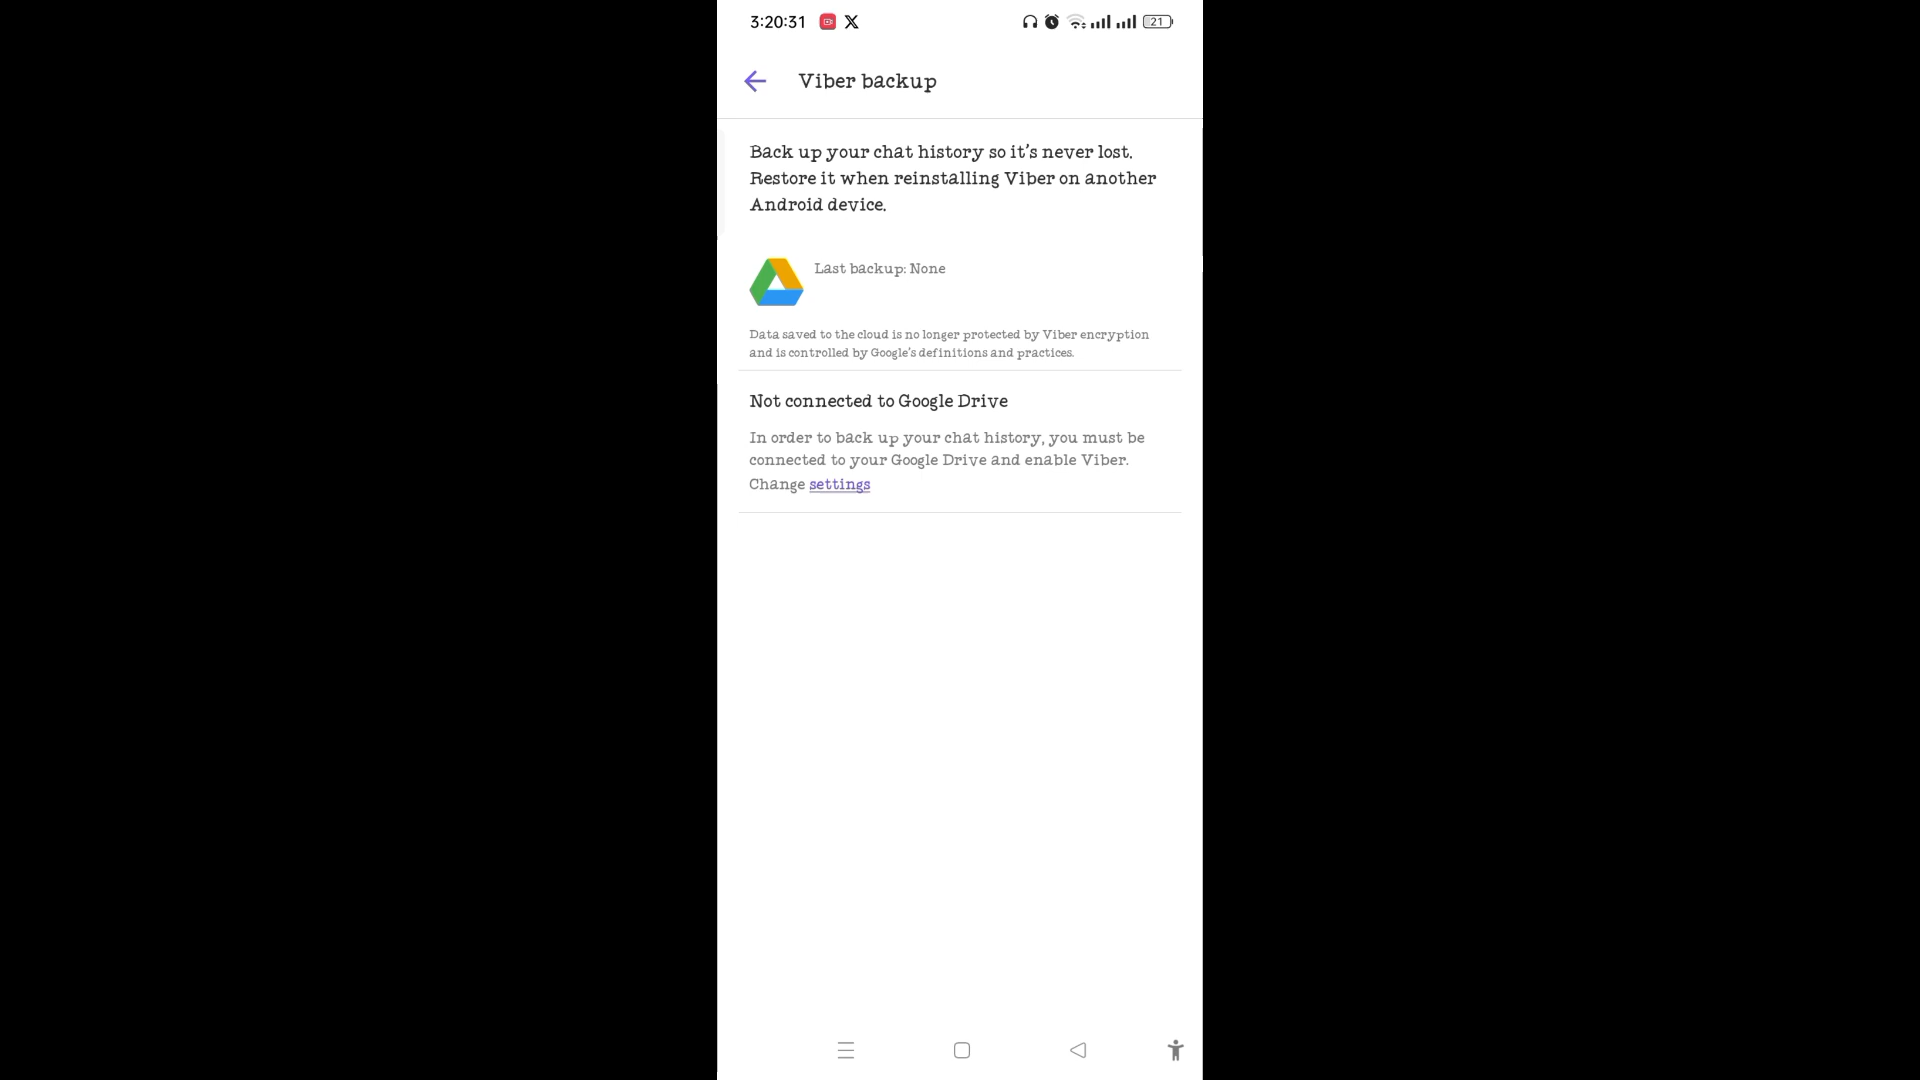 3:20:31
21
Viber backup
Back up your chat history so it's never lost.
Restore it when reinstalling Viber on another
Android device.
Last backup: None
Data saved to the cloud is no longer protected by Viber encryption
and is controlled by Google's definitions and practices.
Not connected to Google Drive
In order to back up your chat history, you must be
connected to your Google Drive and enable Viber.
Change settings